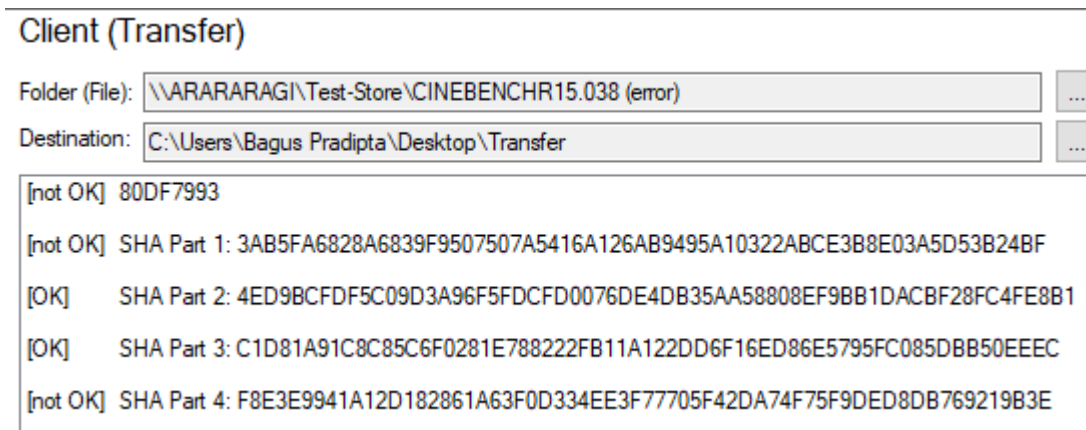 Client (Transfer)
Folder (File): \\ARARARAGI\Test-Store\CINEBENCHR15.038 (error) ...
Destination: C:\Users\Bagus Pradipta\Desktop\Transfer ...
[not OK] 80DF7993
[not OK] SHA Part 1: 3AB5FA6828A6839F9507507A5416A126AB9495A10322ABCE3B8E03A5D53B24BF
[OK] SHA Part 2: 4ED9BCFDF5C09D3A96F5FDCFD0076DE4DB35AA58808EF9BB1DACBF28FC4FE8B1
[OK] SHA Part 3: C1D81A91C8C85C6F0281E788222FB11A122DD6F16ED86E5795FC085DBB50EEEC
[not OK] SHA Part 4: F8E3E9941A12D182861A63F0D334EE3F77705F42DA74F75F9DED8DB769219B3E